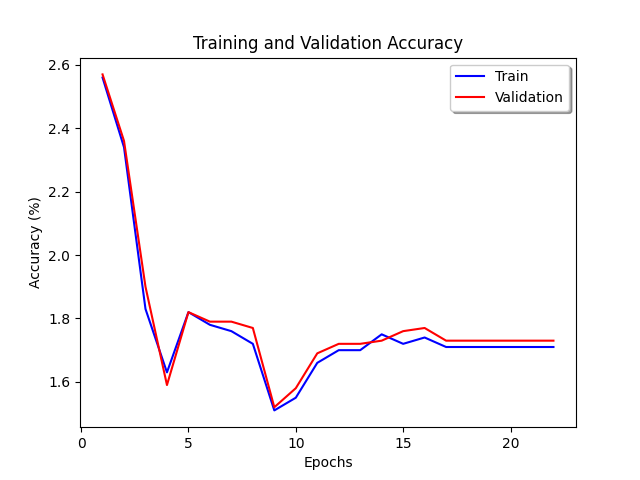 Training and Validation Accuracy
Train
Validation
Accuracy (%)
2.6
2.4
2.2
2.0
1.8
1.6
0
5
10
15
20
Epochs